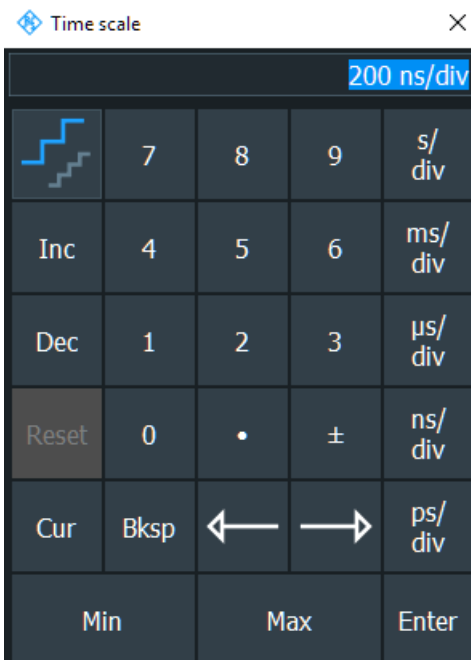 Time scale
200 ns/div
7 8 9 s/
div
Inc 4 5 6 ms/
div
Dec 1 2 3 µs/
div
Reset 0 . ± ns/
div
Cur Bksp ps/
div
Min Max Enter